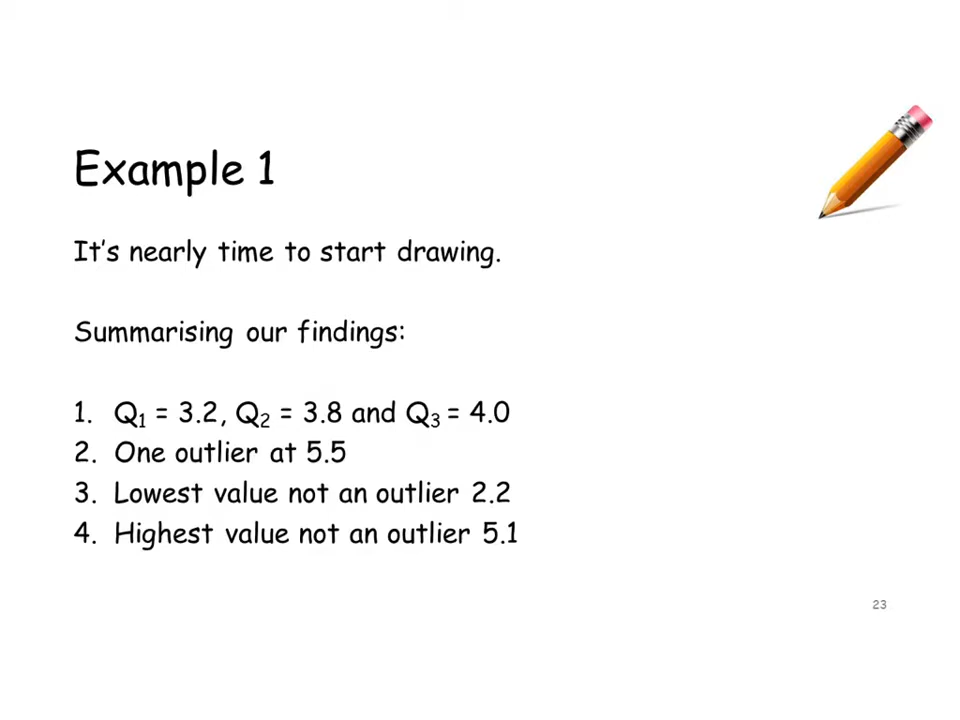 Example 1
It's nearly time to start drawing.
Summarising our findings:
1. Q₁ = 3.2, Q₂ = 3.8 and Q₃ = 4.0
2. One outlier at 5.5
3. Lowest value not an outlier 2.2
4. Highest value not an outlier 5.1
23